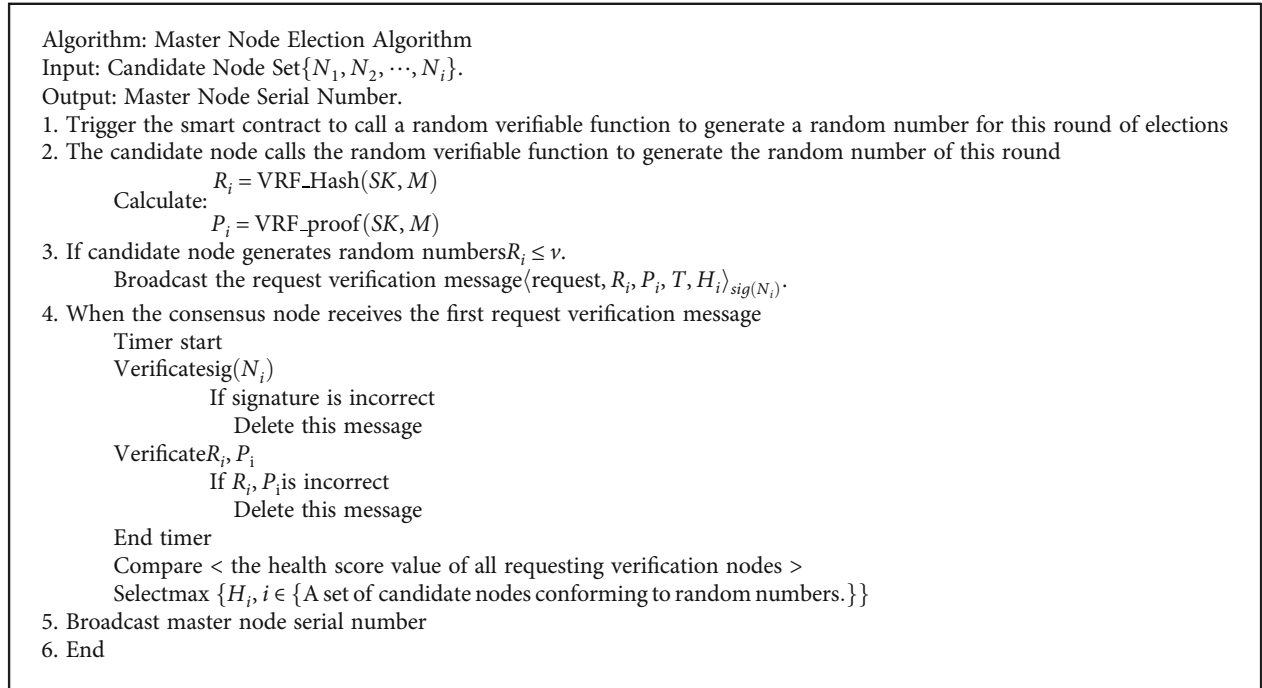 Algorithm: Master Node Election Algorithm
Input: Candidate Node Set{N₁, N₂, ⋯, Nᵢ}.
Output: Master Node Serial Number.
1. Trigger the smart contract to call a random verifiable function to generate a random number for this round of elections
2. The candidate node calls the random verifiable function to generate the random number of this round
Rᵢ = VRF_Hash(SK, M)
Calculate:
Pᵢ = VRF_proof(SK, M)
3. If candidate node generates random numbersRᵢ ≤ v.
Broadcast the request verification message⟨request, Rᵢ, Pᵢ, T, Hᵢ⟩sig(Nᵢ).
4. When the consensus node receives the first request verification message
Timer start
Verificatesig(Nᵢ)
If signature is incorrect
Delete this message
VerificateRᵢ, Pᵢ
If Rᵢ, Pᵢis incorrect
Delete this message
End timer
Compare < the health score value of all requesting verification nodes >
Selectmax {Hᵢ, i ∈ {A set of candidate nodes conforming to random numbers.}}
5. Broadcast master node serial number
6. End